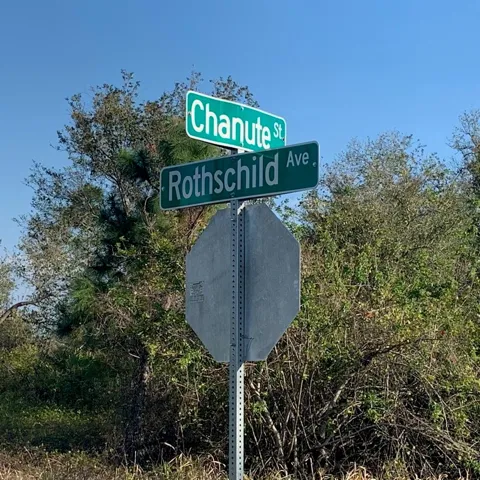 Chanute St.
Rothschild Ave